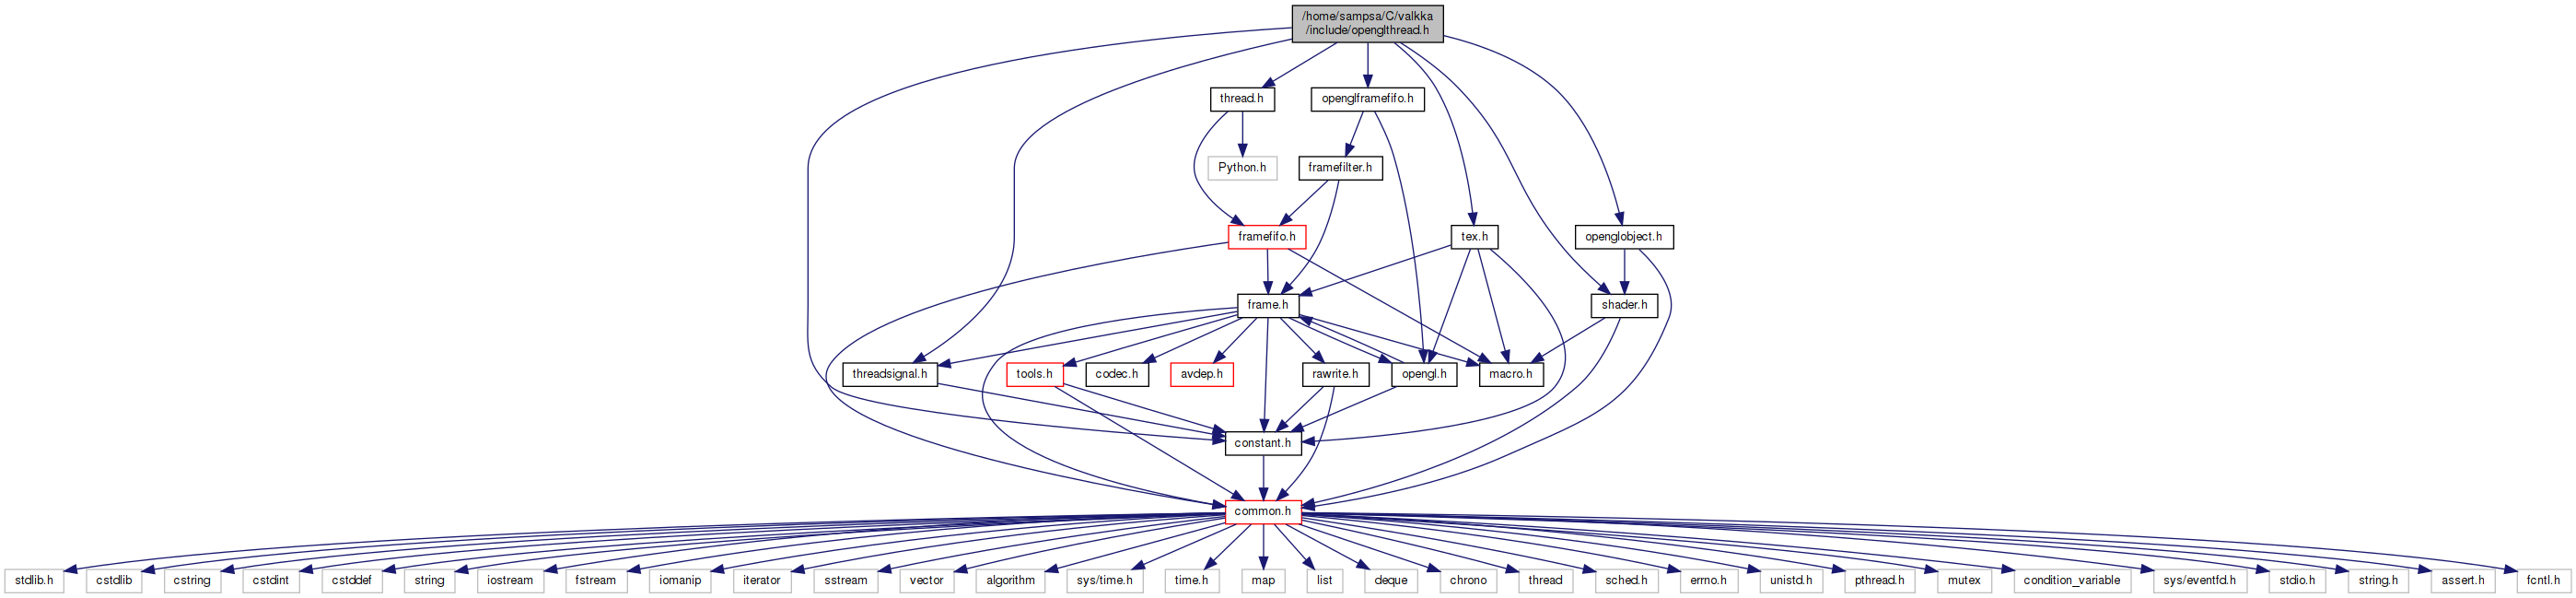 /home/sampsa/C/valkka
/include/openglthread.h
thread.h
openglframefifo.h
Python.h
framefilter.h
framefifo.h
tex.h
openglobject.h
frame.h
shader.h
threadsignal.h
tools.h
codec.h
avdep.h
rawrite.h
opengl.h
macro.h
constant.h
common.h
stdlib.h
cstdlib
cstring
cstdint
cstddef
string
iostream
fstream
iomanip
iterator
sstream
vector
algorithm
sys/time.h
time.h
map
list
deque
chrono
thread
sched.h
errno.h
unistd.h
pthread.h
mutex
condition_variable
sys/eventfd.h
stdio.h
string.h
assert.h
fcntl.h